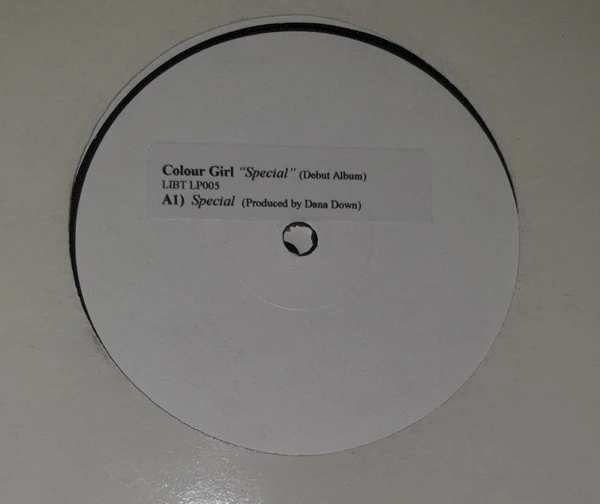 Colour Girl "Special" (Debut Album)
LIBT LP005
A1) Special (Produced by Dana Down)